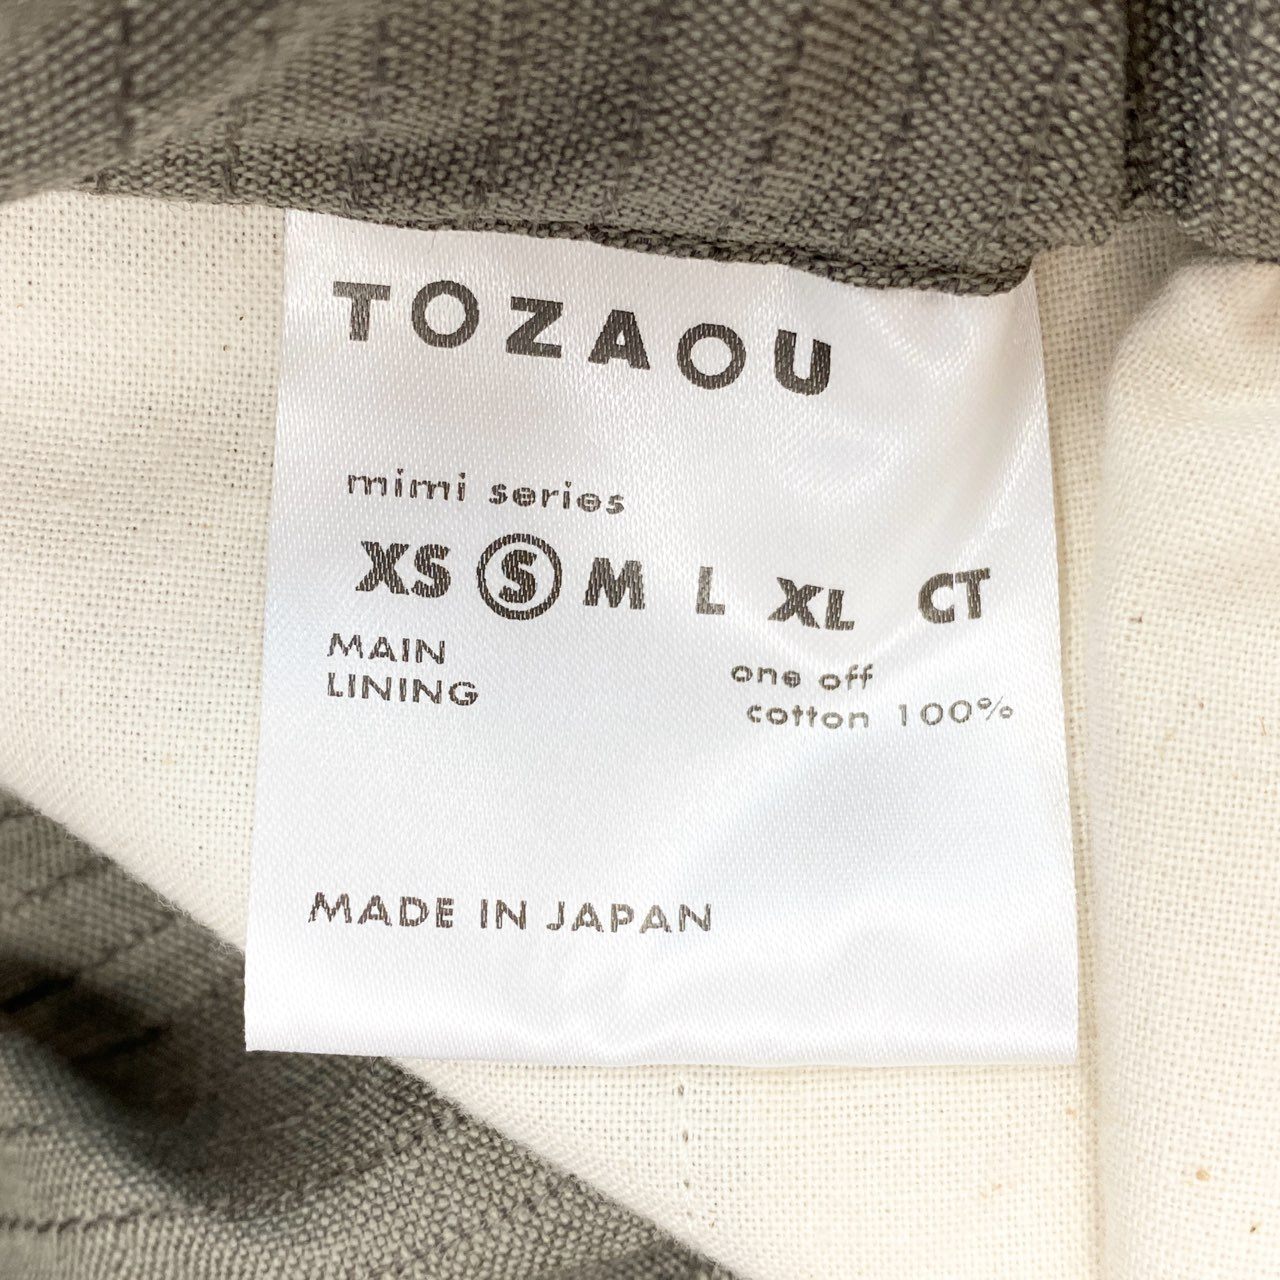 TOZAOU
mimi series
XS S M L XL CT
MAIN one off
LINING cotton 100%
MADE IN JAPAN